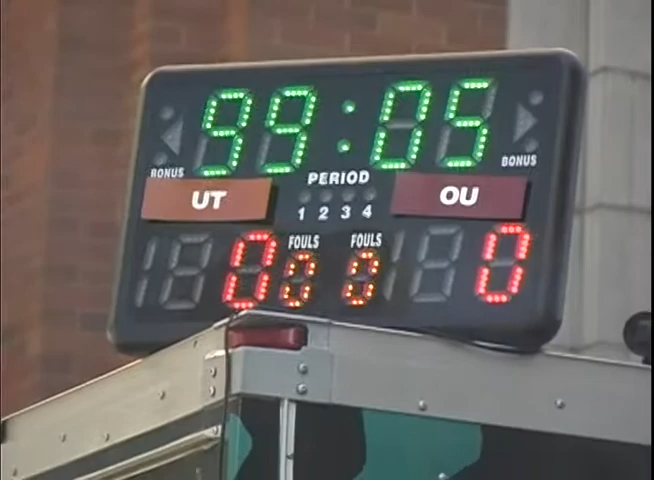 99:05
BONUS PERIOD BONUS
UT 1 2 3 4 OU
FOULS FOULS
0 0 0 0